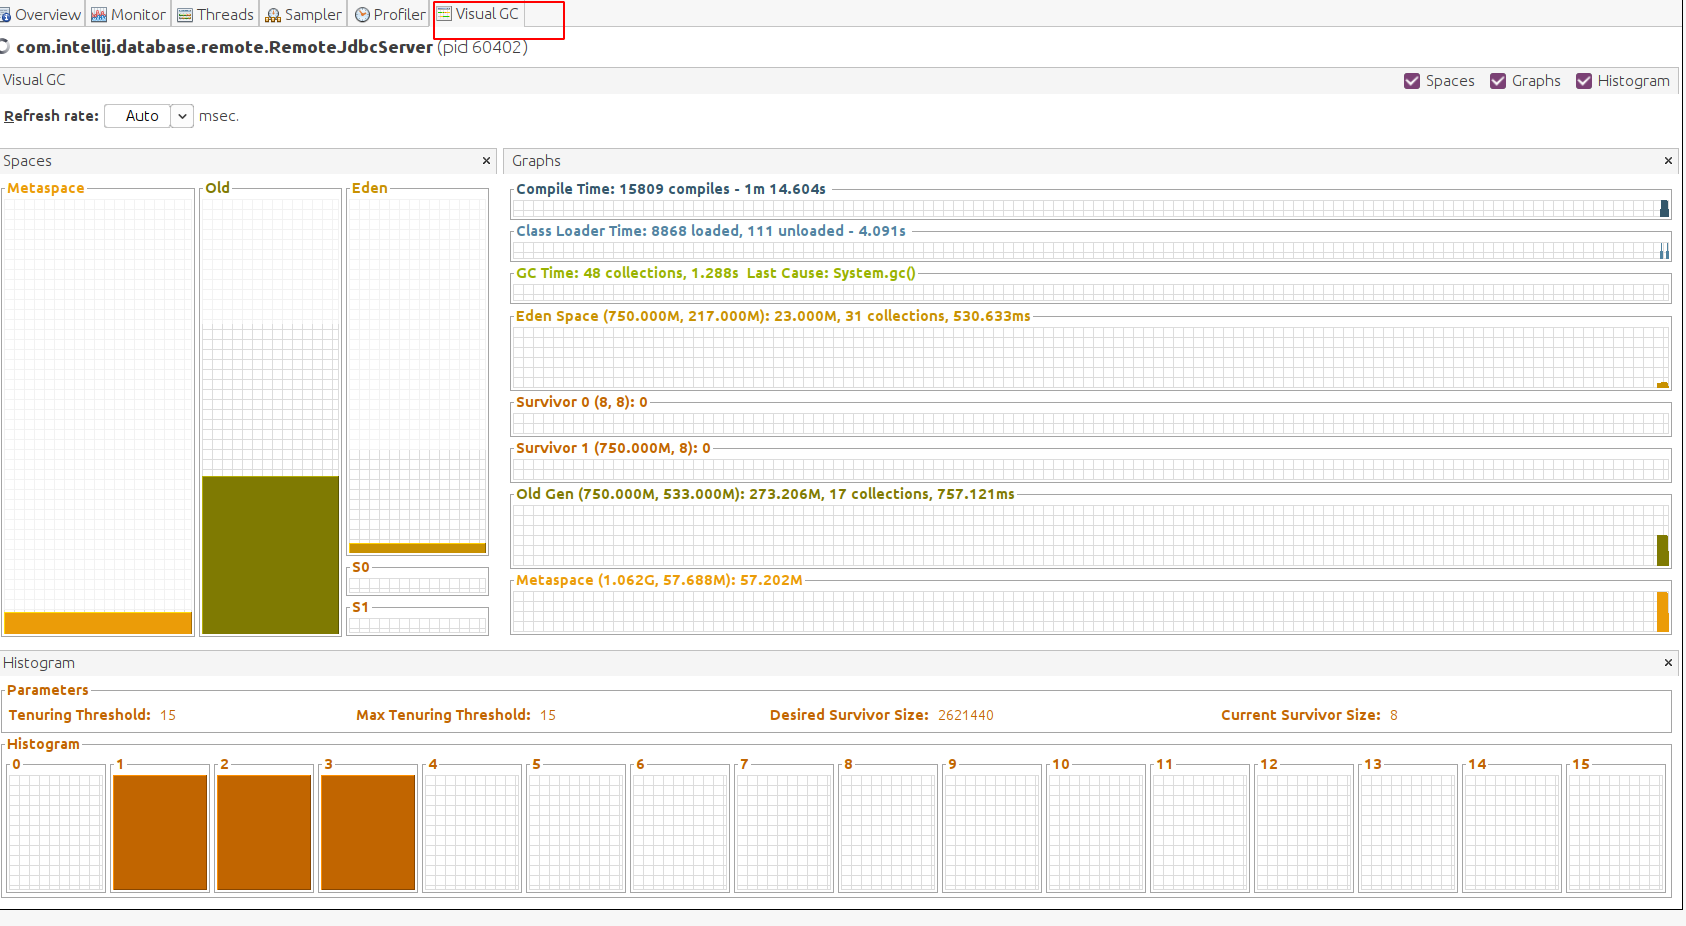 Overview Monitor Threads Sampler Profiler Visual GC
com.intellij.database.remote.RemoteJdbcServer (pid 60402)
Visual GC Spaces Graphs Histogram
Refresh rate: Auto msec.
Spaces
Metaspace Old Eden
S0
S1
Graphs
Compile Time: 15809 compiles - 1m 14.604s
Class Loader Time: 8868 loaded, 111 unloaded - 4.091s
GC Time: 48 collections, 1.288s Last Cause: System.gc()
Eden Space (750.000M, 217.000M): 23.000M, 31 collections, 530.633ms
Survivor 0 (8, 8): 0
Survivor 1 (750.000M, 8): 0
Old Gen (750.000M, 533.000M): 273.206M, 17 collections, 757.121ms
Metaspace (1.062G, 57.688M): 57.202M
Histogram
Parameters
Tenuring Threshold: 15 Max Tenuring Threshold: 15 Desired Survivor Size: 2621440 Current Survivor Size: 8
Histogram
0 1 2 3 4 5 6 7 8 9 10 11 12 13 14 15